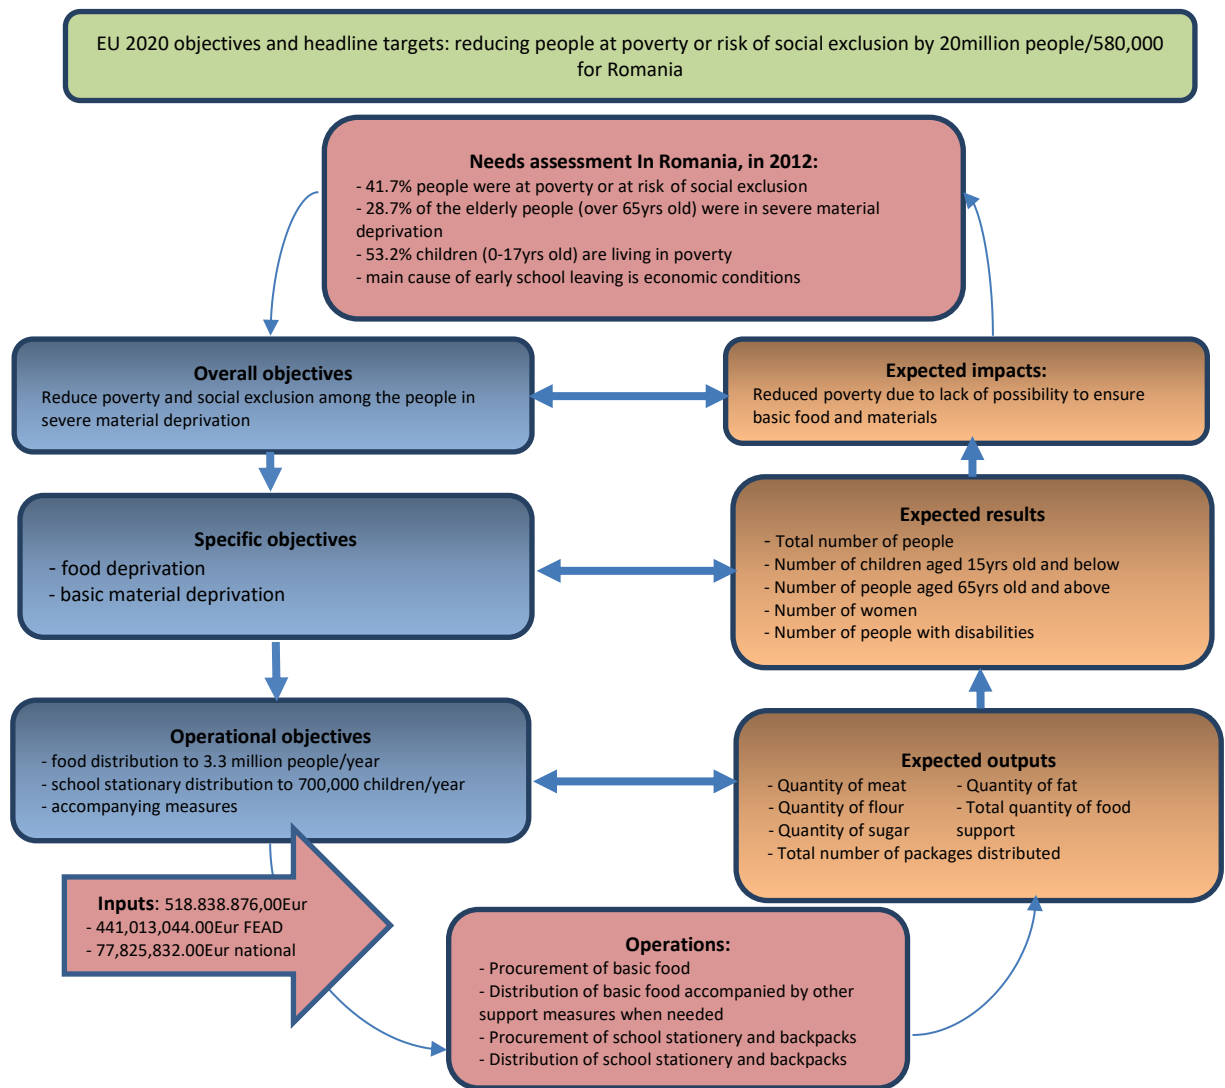 EU 2020 objectives and headline targets: reducing people at poverty or risk of social exclusion by 20million people/580,000
for Romania
Needs assessment In Romania, in 2012:
- 41.7% people were at poverty or at risk of social exclusion
- 28.7% of the elderly people (over 65yrs old) were in severe material
deprivation
- 53.2% children (0-17yrs old) are living in poverty
- main cause of early school leaving is economic conditions
Overall objectives
Reduce poverty and social exclusion among the people in
severe material deprivation
Expected impacts:
Reduced poverty due to lack of possibility to ensure
basic food and materials
Specific objectives
- food deprivation
- basic material deprivation
Expected results
- Total number of people
- Number of children aged 15yrs old and below
- Number of people aged 65yrs old and above
- Number of women
- Number of people with disabilities
Operational objectives
- food distribution to 3.3 million people/year
- school stationary distribution to 700,000 children/year
- accompanying measures
Expected outputs
- Quantity of meat
- Quantity of flour
- Quantity of sugar
- Quantity of fat
- Total quantity of food
support
- Total number of packages distributed
Inputs: 518.838.876,00Eur
- 441,013,044.00Eur FEAD
- 77,825,832.00Eur national
Operations:
- Procurement of basic food
- Distribution of basic food accompanied by other
support measures when needed
- Procurement of school stationery and backpacks
- Distribution of school stationery and backpacks